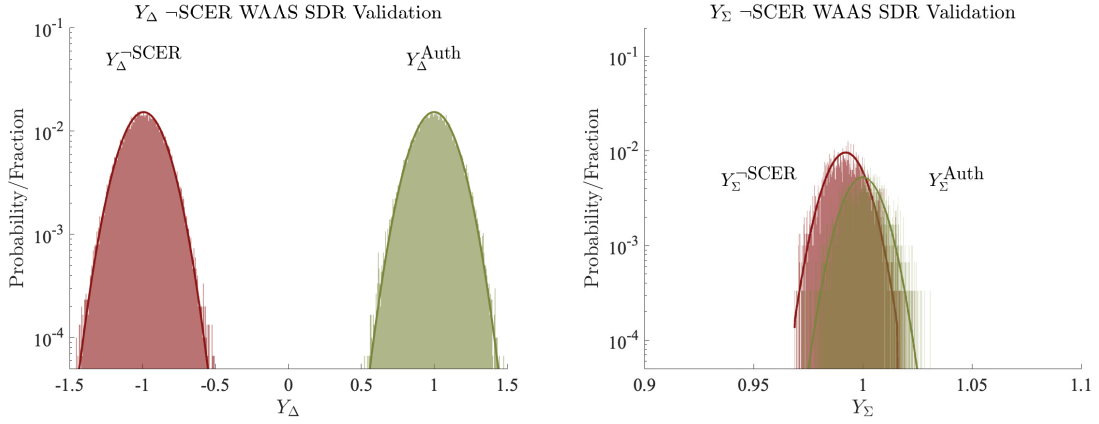 Y_Δ ¬SCER WΛΛS SDR Validation
10^-1
Y_Δ^¬SCER
Y_Δ^Auth
10^-2
10^-3
10^-4
Probability/Fraction
-1.5 -1 -0.5 0 0.5 1 1.5
Y_Δ
Y_Σ ¬SCER WAAS SDR Validation
10^-1
10^-2
Y_Σ^¬SCER
Y_Σ^Auth
10^-3
10^-4
Probability/Fraction
0.9 0.95 1 1.05 1.1
Y_Σ